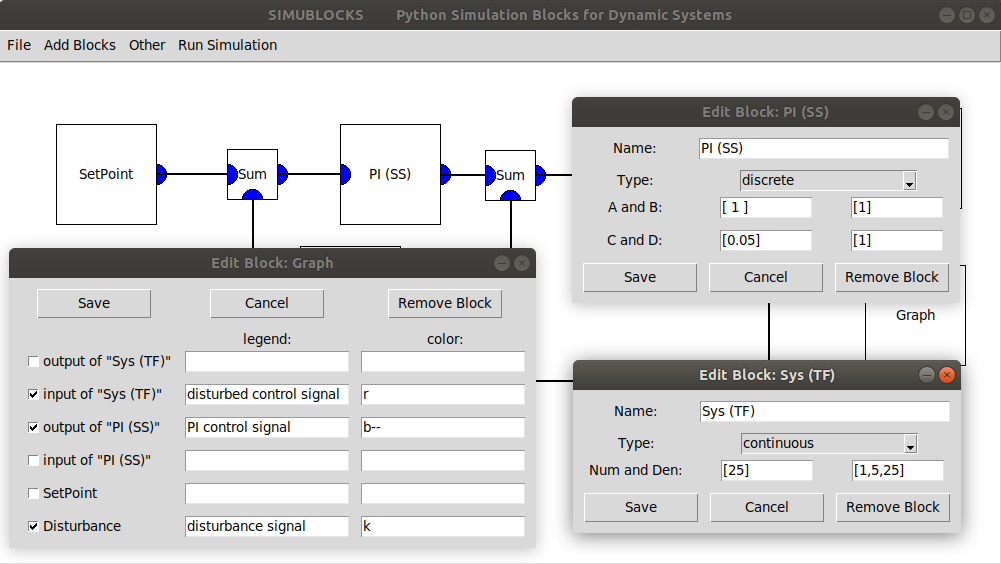 SIMUBLOCKS Python Simulation Blocks for Dynamic Systems
File Add Blocks Other Run Simulation
SetPoint
Sum
PI (SS)
Sum
Edit Block: PI (SS)
Name: PI (SS)
Type: discrete
A and B: [ 1 ] [1]
C and D: [0.05] [1]
Save Cancel Remove Block
Graph
Edit Block: Graph
Save Cancel Remove Block
legend: color:
output of "Sys (TF)"
input of "Sys (TF)" disturbed control signal r
output of "PI (SS)" PI control signal b--
input of "PI (SS)"
SetPoint
Disturbance disturbance signal k
Edit Block: Sys (TF)
Name: Sys (TF)
Type: continuous
Num and Den: [25] [1,5,25]
Save Cancel Remove Block